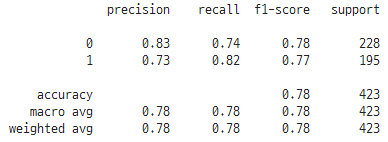 precision recall f1-score support
0 0.83 0.74 0.78 228
1 0.73 0.82 0.77 195
accuracy 0.78 423
macro avg 0.78 0.78 0.78 423
weighted avg 0.78 0.78 0.78 423